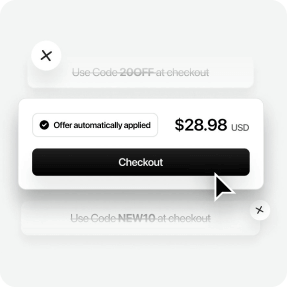 Use Code 20OFF at checkout
Offer automatically applied
$28.98 USD
Checkout
Use Code NEW10 at checkout